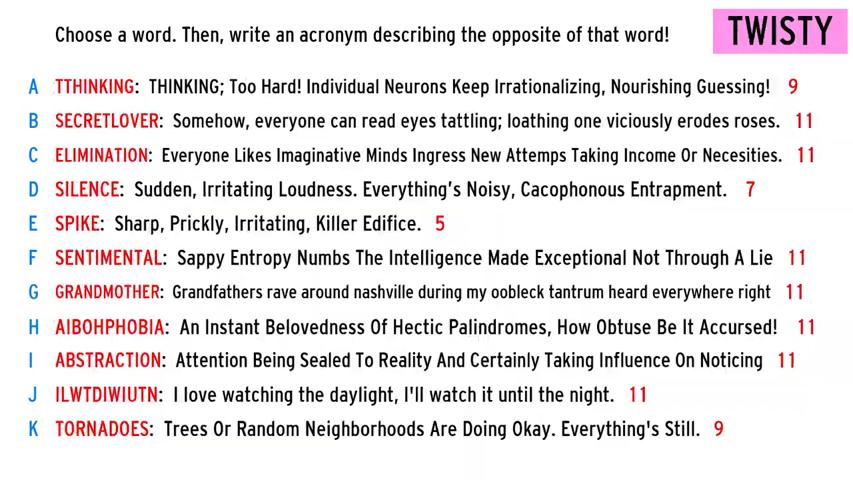 Choose a word. Then, write an acronym describing the opposite of that word!
TWISTY
A TTHINKING: THINKING; Too Hard! Individual Neurons Keep Irrationalizing, Nourishing Guessing! 9
B SECRETLOVER: Somehow, everyone can read eyes tattling; loathing one viciously erodes roses. 11
C ELIMINATION: Everyone Likes Imaginative Minds Ingress New Attemps Taking Income Or Necesities. 11
D SILENCE: Sudden, Irritating Loudness. Everything's Noisy, Cacophonous Entrapment. 7
E SPIKE: Sharp, Prickly, Irritating, Killer Edifice. 5
F SENTIMENTAL: Sappy Entropy Numbs The Intelligence Made Exceptional Not Through A Lie 11
G GRANDMOTHER: Grandfathers rave around nashville during my oobleck tantrum heard everywhere right 11
H AIBOHPHOBIA: An Instant Belovedness Of Hectic Palindromes, How Obtuse Be It Accursed! 11
I ABSTRACTION: Attention Being Sealed To Reality And Certainly Taking Influence On Noticing 11
J ILWTDIWIUTN: I love watching the daylight, I'll watch it until the night. 11
K TORNADOES: Trees Or Random Neighborhoods Are Doing Okay. Everything's Still. 9